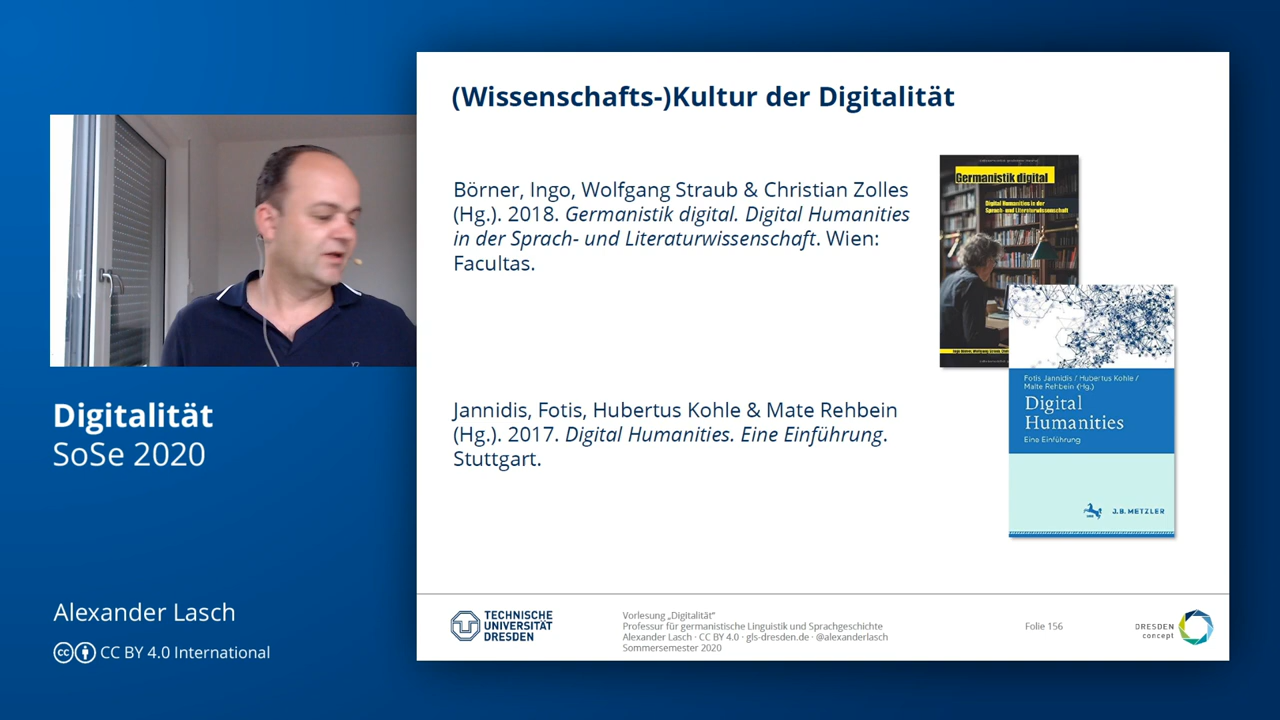 (Wissenschafts-)Kultur der Digitalität
Börner, Ingo, Wolfgang Straub & Christian Zolles
(Hg.). 2018. Germanistik digital. Digital Humanities
in der Sprach- und Literaturwissenschaft. Wien:
Facultas.
Jannidis, Fotis, Hubertus Kohle & Mate Rehbein
(Hg.). 2017. Digital Humanities. Eine Einführung.
Stuttgart.
Germanistik digital
Digital Humanities in der
Sprach- und Literaturwissenschaft
Fotis Jannidis / Hubertus Kohle /
Malte Rehbein (Hg.)
Digital
Humanities
Eine Einführung
J.B. METZLER
Digitalität
SoSe 2020
Alexander Lasch
CC BY 4.0 International
TECHNISCHE
UNIVERSITÄT
DRESDEN
Vorlesung „Digitalität“
Professur für germanistische Linguistik und Sprachgeschichte
Alexander Lasch · CC BY 4.0 · gls-dresden.de · @alexanderlasch
Sommersemester 2020
Folie 156
DRESDEN
concept